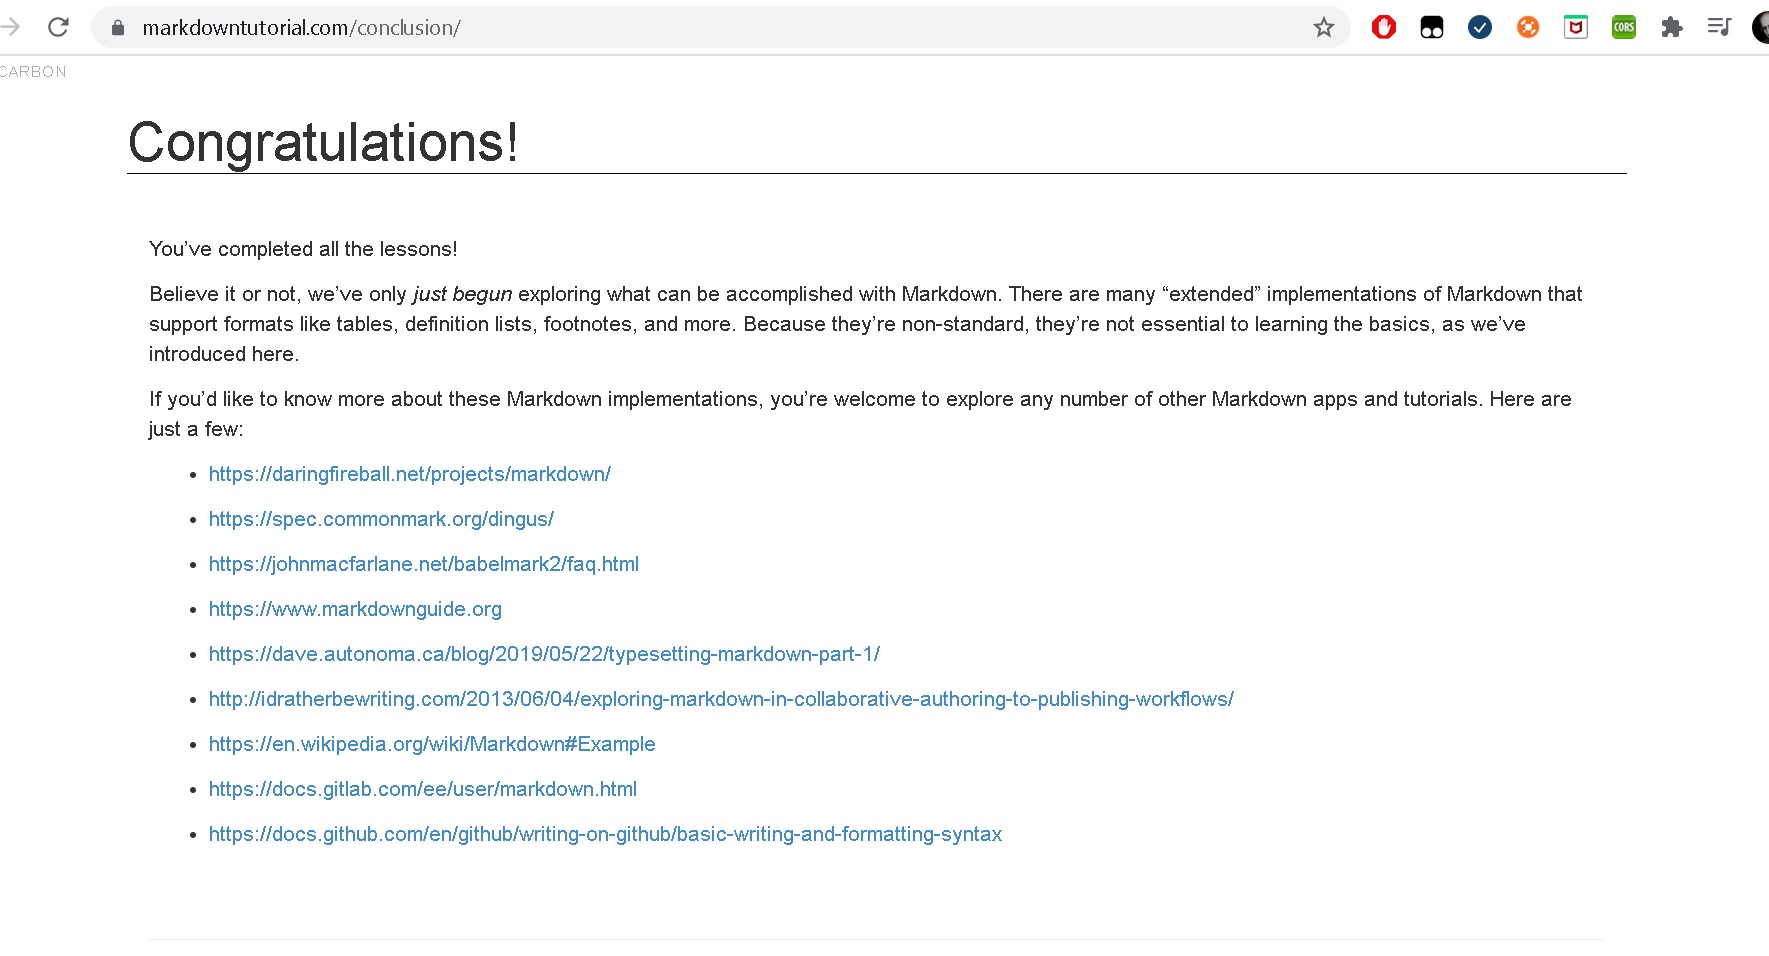 markdowntutorial.com/conclusion/
CORS
CARBON
Congratulations!
You’ve completed all the lessons!
Believe it or not, we’ve only just begun exploring what can be accomplished with Markdown. There are many “extended” implementations of Markdown that
support formats like tables, definition lists, footnotes, and more. Because they’re non-standard, they’re not essential to learning the basics, as we’ve
introduced here.
If you’d like to know more about these Markdown implementations, you’re welcome to explore any number of other Markdown apps and tutorials. Here are
just a few:
https://daringfireball.net/projects/markdown/
https://spec.commonmark.org/dingus/
https://johnmacfarlane.net/babelmark2/faq.html
https://www.markdownguide.org
https://dave.autonoma.ca/blog/2019/05/22/typesetting-markdown-part-1/
http://idratherbewriting.com/2013/06/04/exploring-markdown-in-collaborative-authoring-to-publishing-workflows/
https://en.wikipedia.org/wiki/Markdown#Example
https://docs.gitlab.com/ee/user/markdown.html
https://docs.github.com/en/github/writing-on-github/basic-writing-and-formatting-syntax